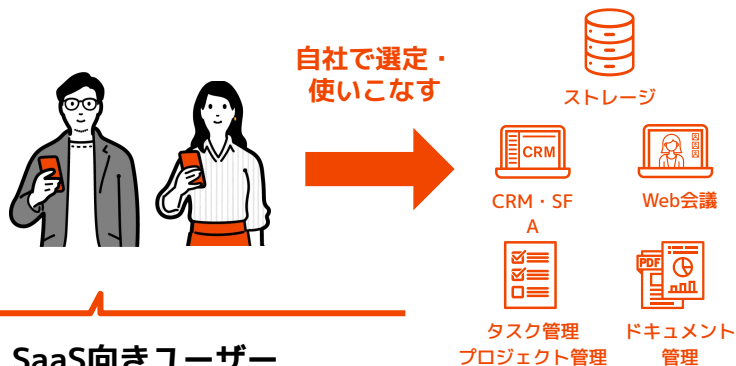 自社で選定・
使いこなす
ストレージ
CRM
CRM・SF
A
Web会議
PDF
タスク管理
プロジェクト管理
ドキュメント
管理
SaaS向きユーザー